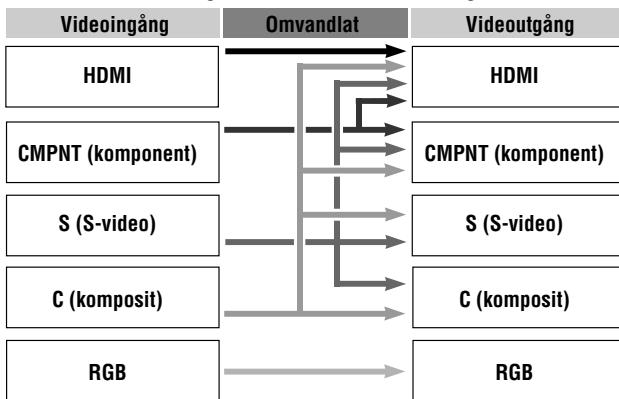 Videoingång Omvandlat Videoutgång
HDMI HDMI
CMPNT (komponent) CMPNT (komponent)
S (S-video) S (S-video)
C (komposit) C (komposit)
RGB RGB